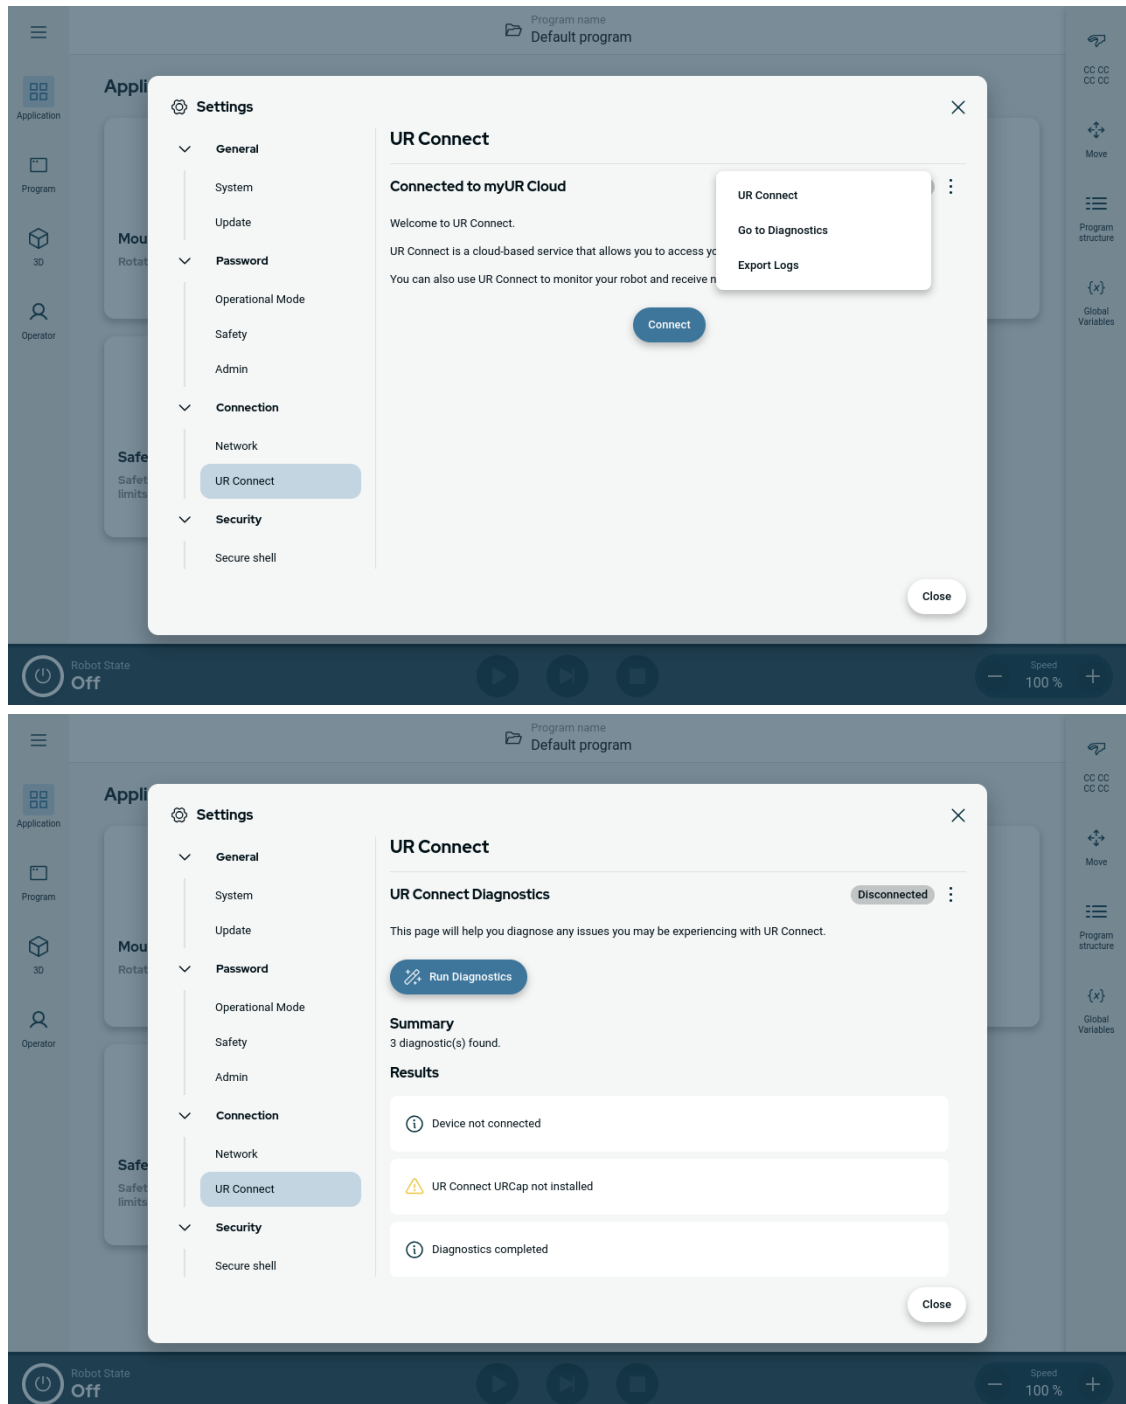 Program name
Default program
Application
Program
3D
Operator
Appli
Mou
Rotat
Safe
Safet
limits
Settings
General
System
Update
Password
Operational Mode
Safety
Admin
Connection
Network
UR Connect
Security
Secure shell
UR Connect
Connected to myUR Cloud
Welcome to UR Connect.
UR Connect is a cloud-based service that allows you to access yo
You can also use UR Connect to monitor your robot and receive n
Connect
UR Connect
Go to Diagnostics
Export Logs
Close
CC CC
CC CC
Move
Program
structure
{x}
Global
Variables
Robot State
Off
Speed
100 %
Program name
Default program
Application
Program
3D
Operator
Appli
Mou
Rotat
Safe
Safet
limits
Settings
General
System
Update
Password
Operational Mode
Safety
Admin
Connection
Network
UR Connect
Security
Secure shell
UR Connect
UR Connect Diagnostics
Disconnected
This page will help you diagnose any issues you may be experiencing with UR Connect.
Run Diagnostics
Summary
3 diagnostic(s) found.
Results
Device not connected
UR Connect URCap not installed
Diagnostics completed
Close
CC CC
CC CC
Move
Program
structure
{x}
Global
Variables
Robot State
Off
Speed
100 %